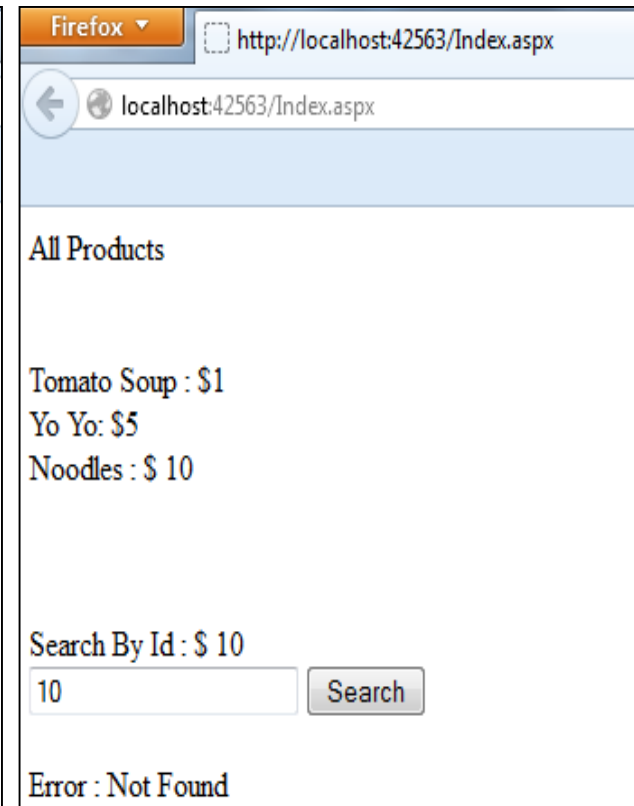 Firefox
http://localhost:42563/Index.aspx
localhost:42563/Index.aspx
All Products
Tomato Soup : $1
Yo Yo: $5
Noodles : $ 10
Search By Id : $ 10
10 Search
Error : Not Found